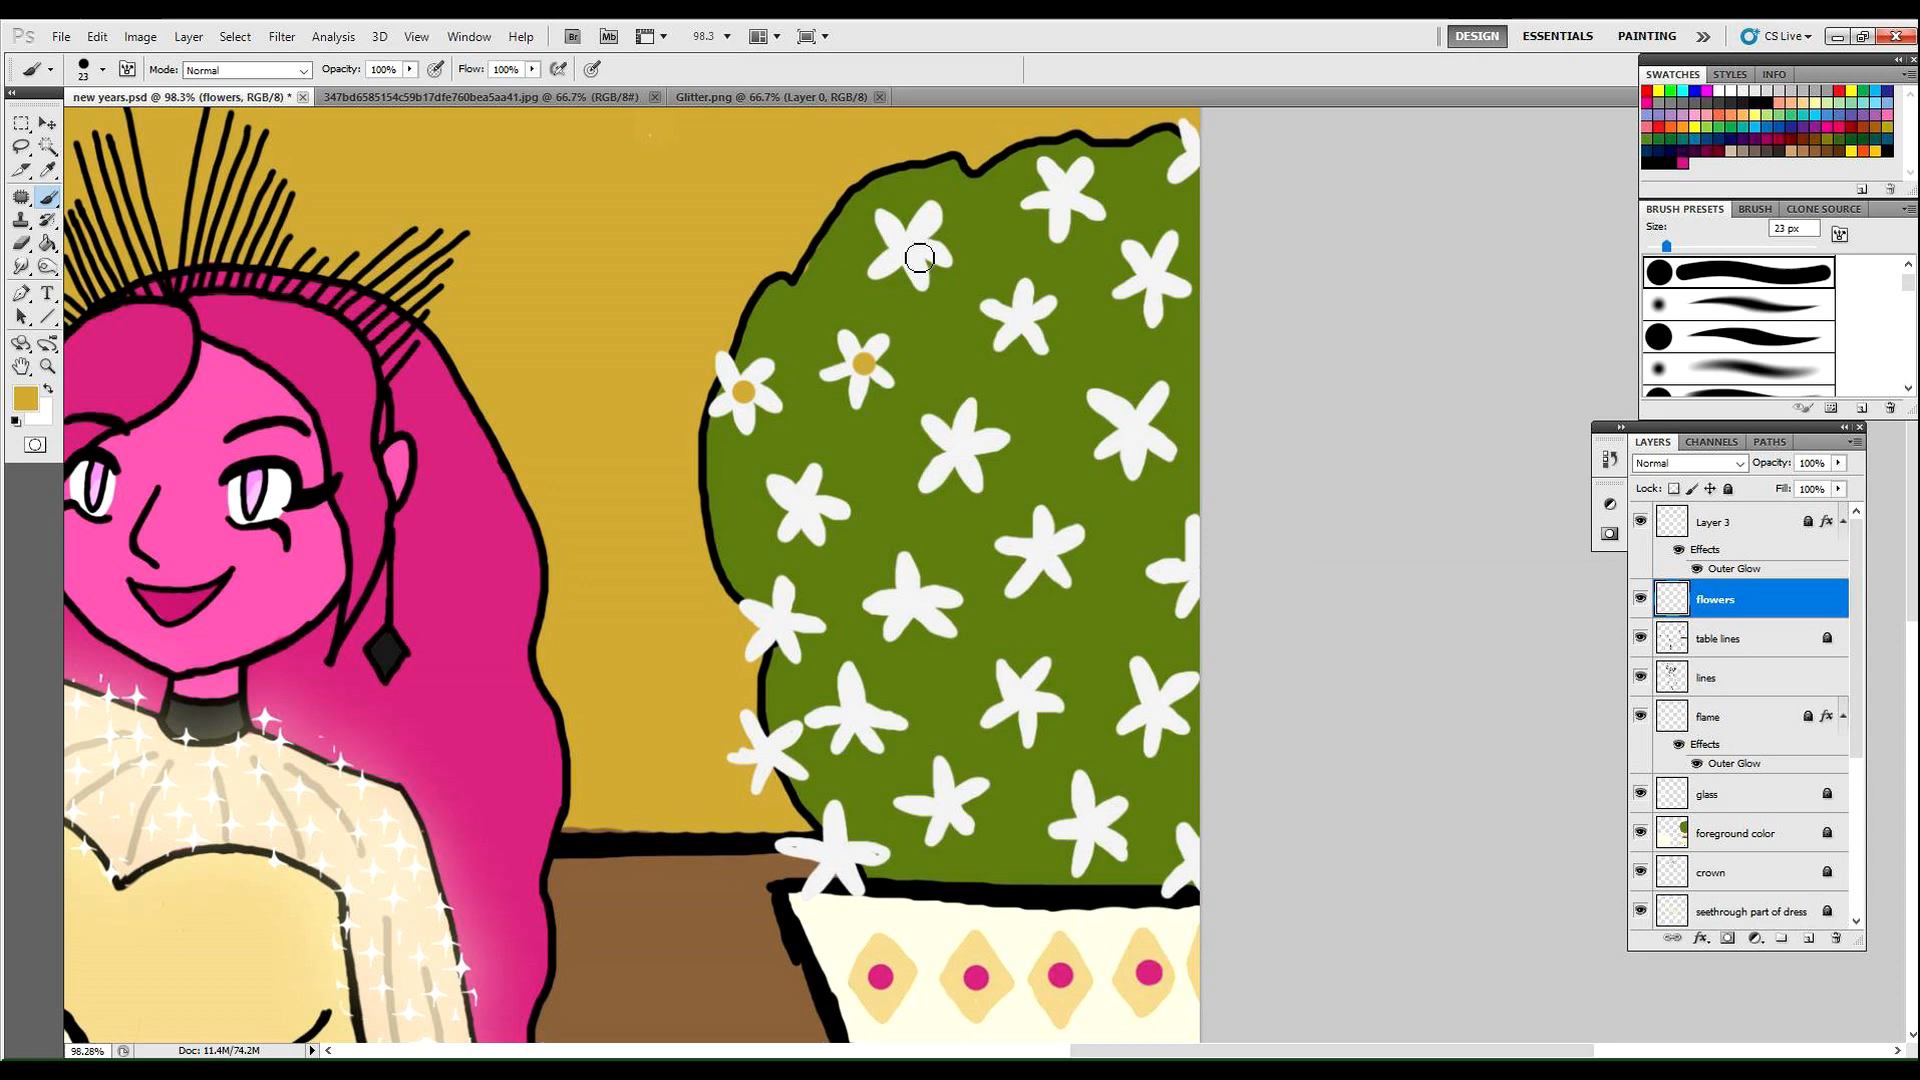 Ps File Edit Image Layer Select Filter Analysis 3D View Window Help Br Mb 98.3 DESIGN ESSENTIALS PAINTING CS Live
23 Mode: Normal Opacity: 100% Flow: 100%
new years.psd @ 98.3% (flowers, RGB/8) * 347bd6585154c59b17dfe760bea5aa41.jpg @ 66.7% (RGB/8#) Glitter.png @ 66.7% (Layer 0, RGB/8)
SWATCHES STYLES INFO
BRUSH PRESETS BRUSH CLONE SOURCE
Size: 23 px
LAYERS CHANNELS PATHS
Normal Opacity: 100%
Lock: Fill: 100%
Layer 3 fx
Effects
Outer Glow
flowers
table lines
lines
flame fx
Effects
Outer Glow
glass
foreground color
crown
seethrough part of dress
fx
98.28% Doc: 11.4M/74.2M